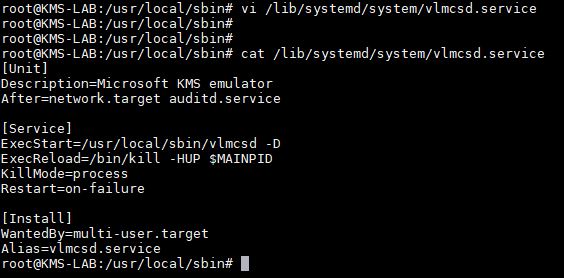 root@KMS-LAB:/usr/local/sbin# vi /lib/systemd/system/vlmcsd.service
root@KMS-LAB:/usr/local/sbin#
root@KMS-LAB:/usr/local/sbin#
root@KMS-LAB:/usr/local/sbin# cat /lib/systemd/system/vlmcsd.service
[Unit]
Description=Microsoft KMS emulator
After=network.target auditd.service

[Service]
ExecStart=/usr/local/sbin/vlmcsd -D
ExecReload=/bin/kill -HUP $MAINPID
KillMode=process
Restart=on-failure

[Install]
WantedBy=multi-user.target
Alias=vlmcsd.service
root@KMS-LAB:/usr/local/sbin#